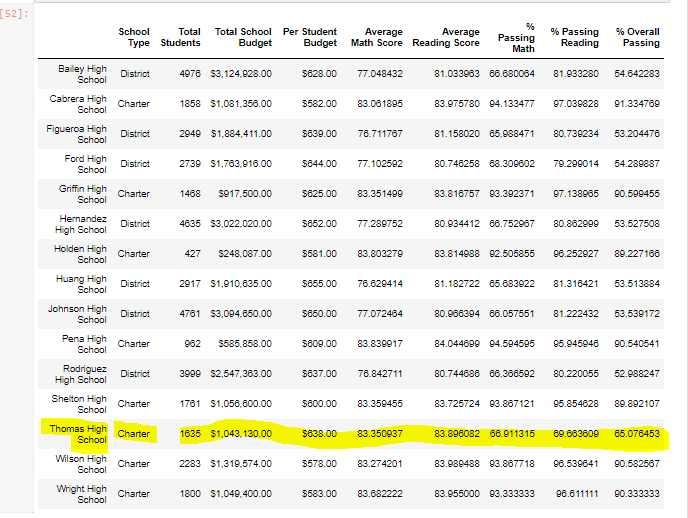 [52]:
School Type Total Students Total School Budget Per Student Budget Average Math Score Average Reading Score % Passing Math % Passing Reading % Overall Passing
Bailey High School District 4976 $3,124,928.00 $628.00 77.048432 81.033963 66.680064 81.933280 54.642283
Cabrera High School Charter 1858 $1,081,356.00 $582.00 83.061895 83.975780 94.133477 97.039828 91.334769
Figueroa High School District 2949 $1,884,411.00 $639.00 76.711767 81.158020 65.988471 80.739234 53.204476
Ford High School District 2739 $1,763,916.00 $644.00 77.102592 80.746258 68.309602 79.299014 54.289887
Griffin High School Charter 1468 $917,500.00 $625.00 83.351499 83.816757 93.392371 97.138965 90.599455
Hernandez High School District 4635 $3,022,020.00 $652.00 77.289752 80.934412 66.752967 80.862999 53.527508
Holden High School Charter 427 $248,087.00 $581.00 83.803279 83.814988 92.505855 96.252927 89.227166
Huang High School District 2917 $1,910,635.00 $655.00 76.629414 81.182722 65.683922 81.316421 53.513884
Johnson High School District 4761 $3,094,650.00 $650.00 77.072464 80.966394 66.057551 81.222432 53.539172
Pena High School Charter 962 $585,858.00 $609.00 83.839917 84.044699 94.594595 95.945946 90.540541
Rodriguez High School District 3999 $2,547,363.00 $637.00 76.842711 80.744686 66.366592 80.220055 52.988247
Shelton High School Charter 1761 $1,056,600.00 $600.00 83.359455 83.725724 93.867121 95.854628 89.892107
Thomas High School Charter 1635 $1,043,130.00 $638.00 83.350937 83.896082 66.911315 69.663609 65.076453
Wilson High School Charter 2283 $1,319,574.00 $578.00 83.274201 83.989488 93.867718 96.539641 90.582567
Wright High School Charter 1800 $1,049,400.00 $583.00 83.682222 83.955000 93.333333 96.611111 90.333333